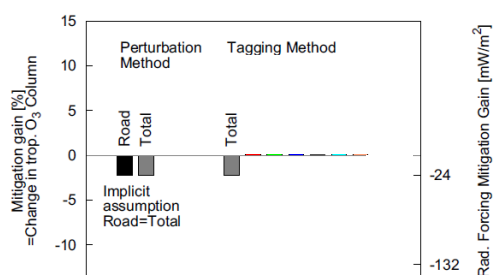 Mitigation gain [%]
=Change in trop. O3 Column
15
10
5
0
-5
-10
Perturbation
Method
Tagging Method
Road
Total
Total
Implicit
assumption
Road=Total
-24
-132
Rad. Forcing Mitigation Gain [mW/m²]